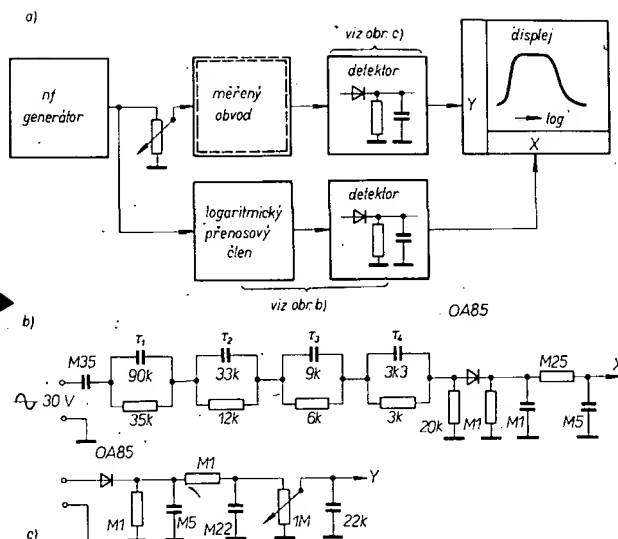 a)
nf
generátor
měřený
obvod
viz obr. c)
detektor
Y
displej
log
X
logaritmický
přenosový
člen
detektor
viz obr. b)
b)
OA85
M35
τ1
90k
35k
τ2
33k
12k
τ3
9k
6k
τ4
3k3
3k
30 V
20k
M1
M1
M25
M5
X
c)
OA85
M1
M5
M1
M22
1M
22k
Y